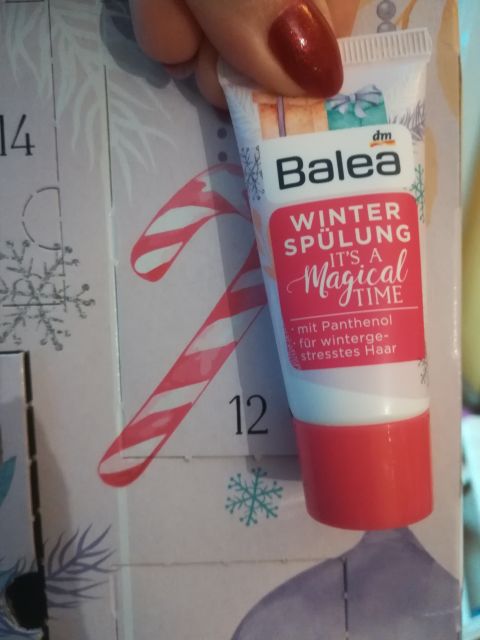 14
dm
Balea
WINTER
SPÜLUNG
IT'S A
Magical
TIME
· mit Panthenol
· für winterge-
stresstes Haar
12